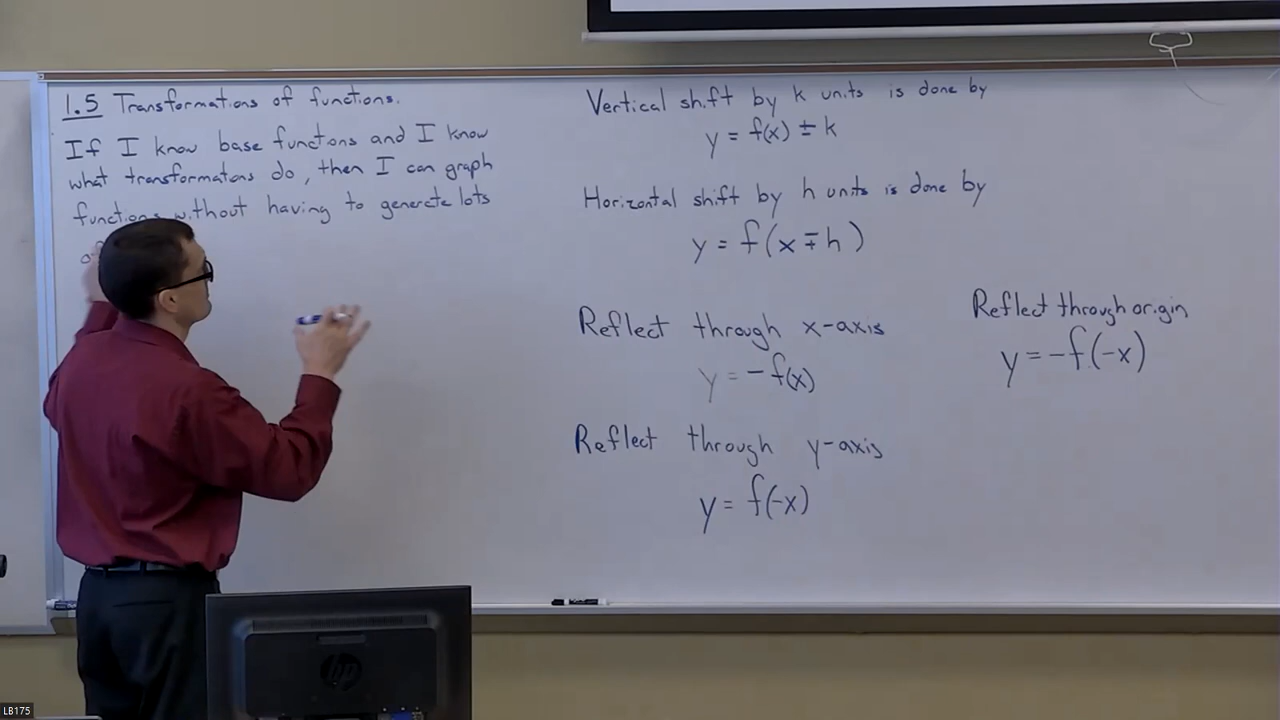 1.5 Transformations of functions.
If I know base functions and I know
what transformations do, then I can graph
functions without having to generate lots
Vertical shift by k units is done by
y = f(x) ± k
Horizontal shift by h units is done by
y = f(x ∓ h)
Reflect through x-axis
y = -f(x)
Reflect through y-axis
y = f(-x)
Reflect through origin
y = -f(-x)
hp
LB175